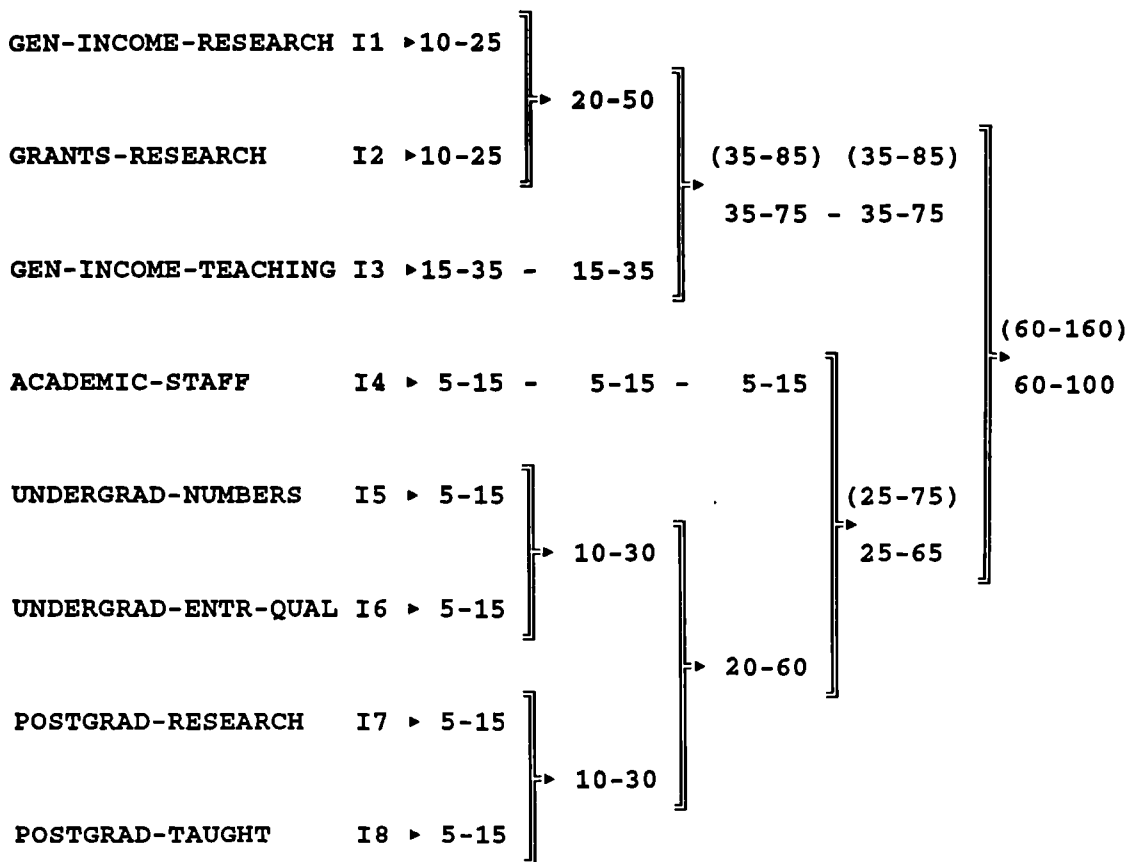 GEN-INCOME-RESEARCH I1 ▸10-25
▸ 20-50
GRANTS-RESEARCH I2 ▸10-25 (35-85) (35-85)
▸ 35-75 - 35-75
GEN-INCOME-TEACHING I3 ▸15-35 - 15-35
(60-160)
ACADEMIC-STAFF I4 ▸ 5-15 - 5-15 - 5-15 ▸ 60-100
UNDERGRAD-NUMBERS I5 ▸ 5-15 (25-75)
▸ 10-30 ▸ 25-65
UNDERGRAD-ENTR-QUAL I6 ▸ 5-15
▸ 20-60
POSTGRAD-RESEARCH I7 ▸ 5-15
▸ 10-30
POSTGRAD-TAUGHT I8 ▸ 5-15